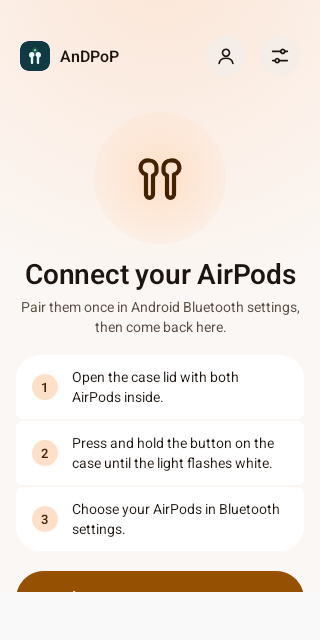 AnDPoP
Connect your AirPods
Pair them once in Android Bluetooth settings,
then come back here.
1
Open the case lid with both
AirPods inside.
2
Press and hold the button on the
case until the light flashes white.
3
Choose your AirPods in Bluetooth
settings.